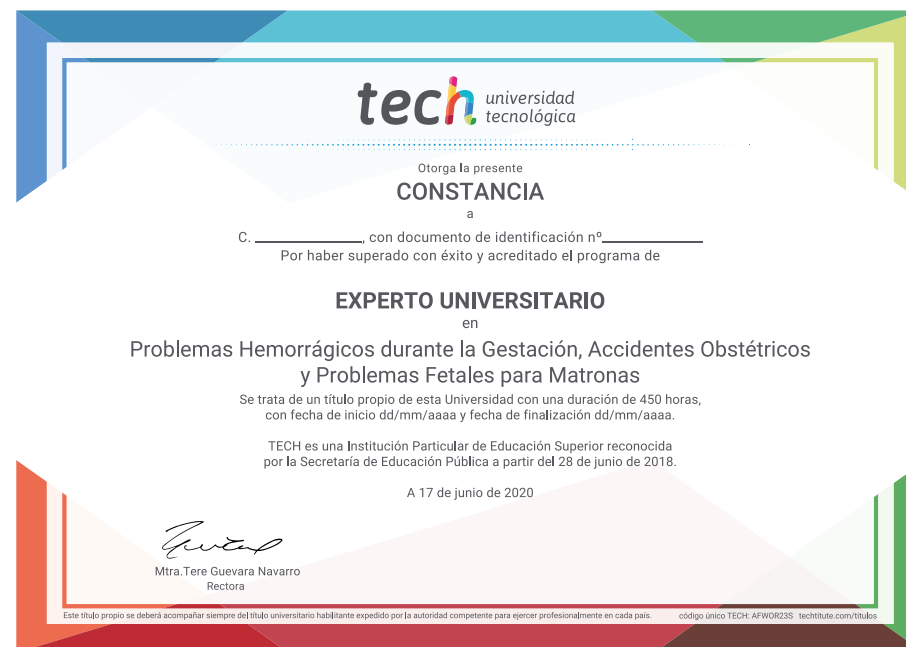 tech universidad
tecnológica
Otorga la presente
CONSTANCIA
a
C. ____________, con documento de identificación nº____________
Por haber superado con éxito y acreditado el programa de
EXPERTO UNIVERSITARIO
en
Problemas Hemorrágicos durante la Gestación, Accidentes Obstétricos
y Problemas Fetales para Matronas
Se trata de un título propio de esta Universidad con una duración de 450 horas,
con fecha de inicio dd/mm/aaaa y fecha de finalización dd/mm/aaaa.
TECH es una Institución Particular de Educación Superior reconocida
por la Secretaría de Educación Pública a partir del 28 de junio de 2018.
A 17 de junio de 2020
Mtra.Tere Guevara Navarro
Rectora
Este título propio se deberá acompañar siempre del título universitario habilitante expedido por la autoridad competente para ejercer profesionalmente en cada país. código único TECH: AFWOR23S techtitute.com/titulos